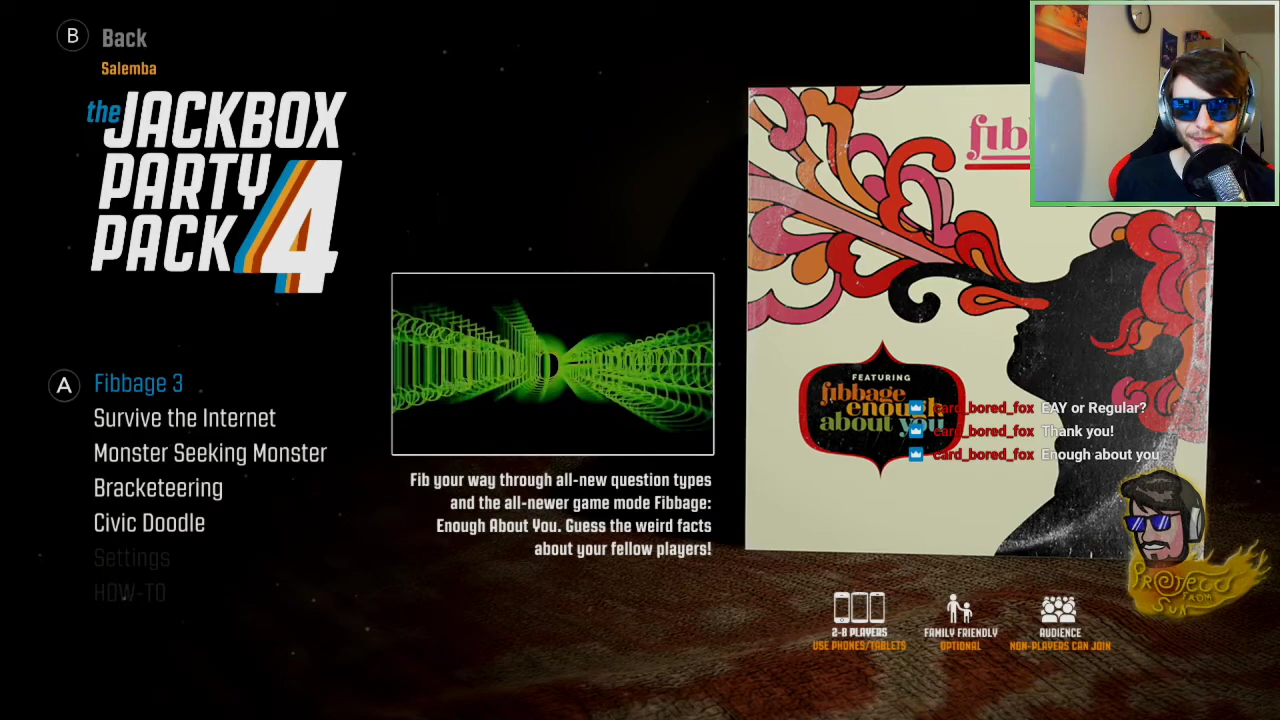 B Back
Salemba
the JACKBOX
PARTY
PACK 4
A Fibbage 3
Survive the Internet
Monster Seeking Monster
Bracketeering
Civic Doodle
Settings
HOW-TO
Fib your way through all-new question types
and the all-newer game mode Fibbage:
Enough About You. Guess the weird facts
about your fellow players!
fibb
FEATURING
fibbage
enough
about you
card_bored_fox EAY or Regular?
card_bored_fox Thank you!
card_bored_fox Enough about you
PROTECC
FROM
SUN
2-8 PLAYERS
USE PHONES/TABLETS
FAMILY FRIENDLY
OPTIONAL
AUDIENCE
NON-PLAYERS CAN JOIN